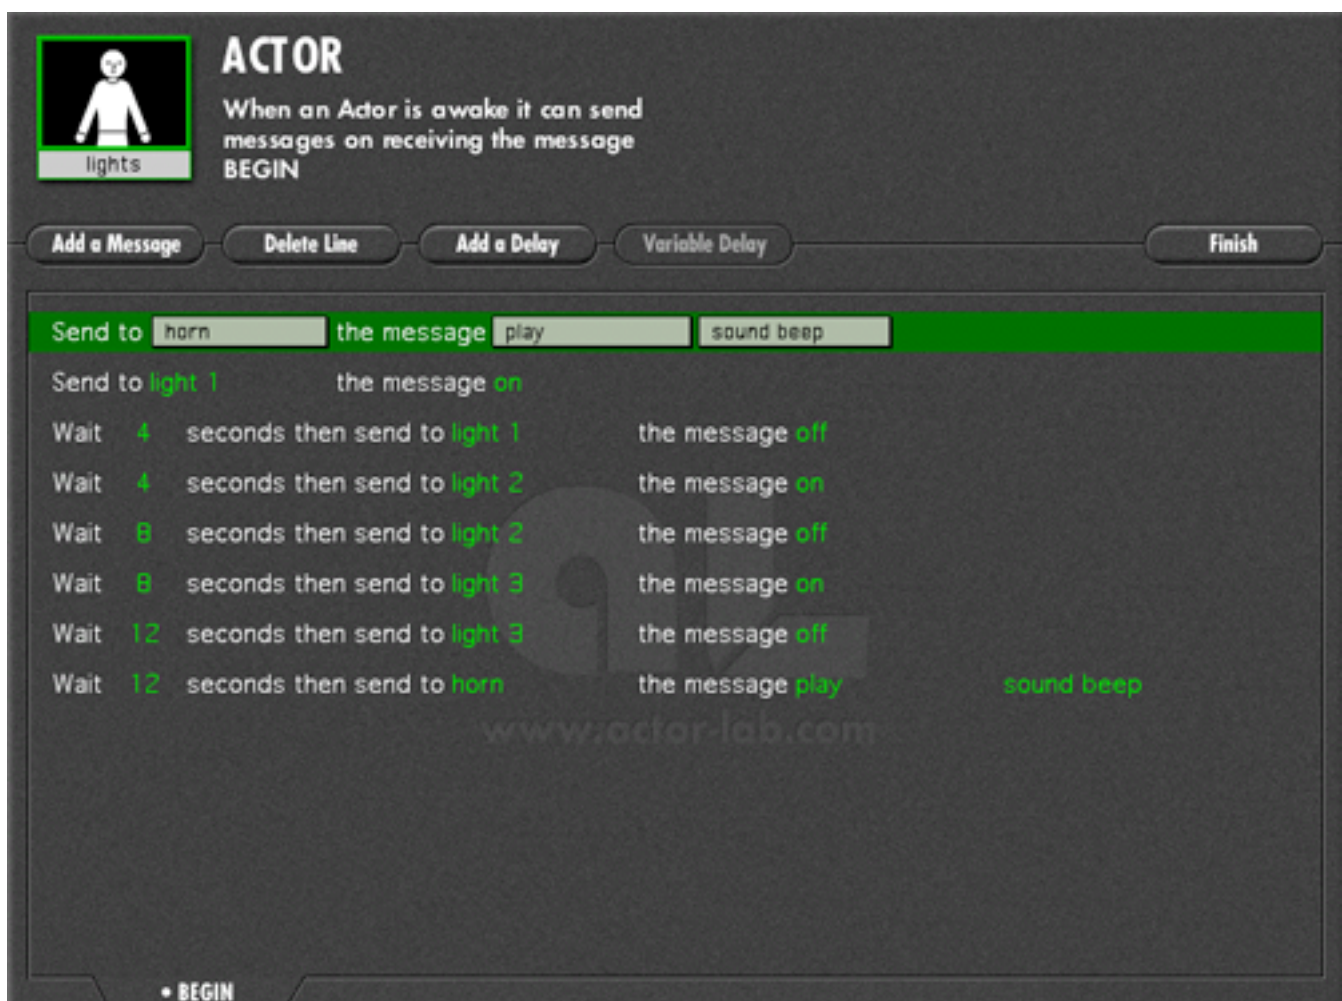 ACTOR
When an Actor is awake it can send
messages on receiving the message
BEGIN
lights
Add a Message Delete Line Add a Delay Variable Delay Finish
Send to horn the message play sound beep
Send to light 1 the message on
Wait 4 seconds then send to light 1 the message off
Wait 4 seconds then send to light 2 the message on
Wait 8 seconds then send to light 2 the message off
Wait 8 seconds then send to light 3 the message on
Wait 12 seconds then send to light 3 the message off
Wait 12 seconds then send to horn the message play sound beep
aL
www.actor-lab.com
• BEGIN